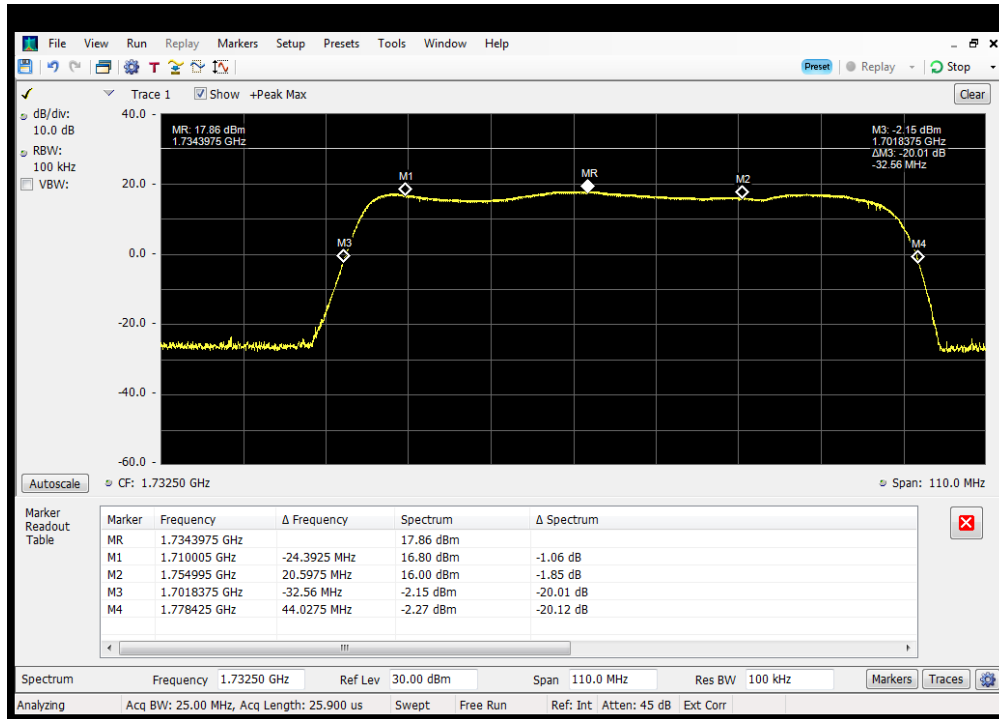 File View Run Replay Markers Setup Presets Tools Window Help
T Preset Replay Stop
Trace 1 Show +Peak Max Clear
dB/div:
10.0 dB
RBW:
100 kHz
VBW:
40.0
20.0
0.0
-20.0
-40.0
-60.0
MR: 17.86 dBm
1.7343975 GHz
M3: -2.15 dBm
1.7018375 GHz
ΔM3: -20.01 dB
-32.56 MHz
M1
MR
M2
M3
M4
Autoscale CF: 1.73250 GHz Span: 110.0 MHz
Marker
Readout
Table
Marker Frequency Δ Frequency Spectrum Δ Spectrum
MR 1.7343975 GHz 17.86 dBm
M1 1.710005 GHz -24.3925 MHz 16.80 dBm -1.06 dB
M2 1.754995 GHz 20.5975 MHz 16.00 dBm -1.85 dB
M3 1.7018375 GHz -32.56 MHz -2.15 dBm -20.01 dB
M4 1.778425 GHz 44.0275 MHz -2.27 dBm -20.12 dB
Spectrum Frequency 1.73250 GHz Ref Lev 30.00 dBm Span 110.0 MHz Res BW 100 kHz Markers Traces
Analyzing Acq BW: 25.00 MHz, Acq Length: 25.900 us Swept Free Run Ref: Int Atten: 45 dB Ext Corr